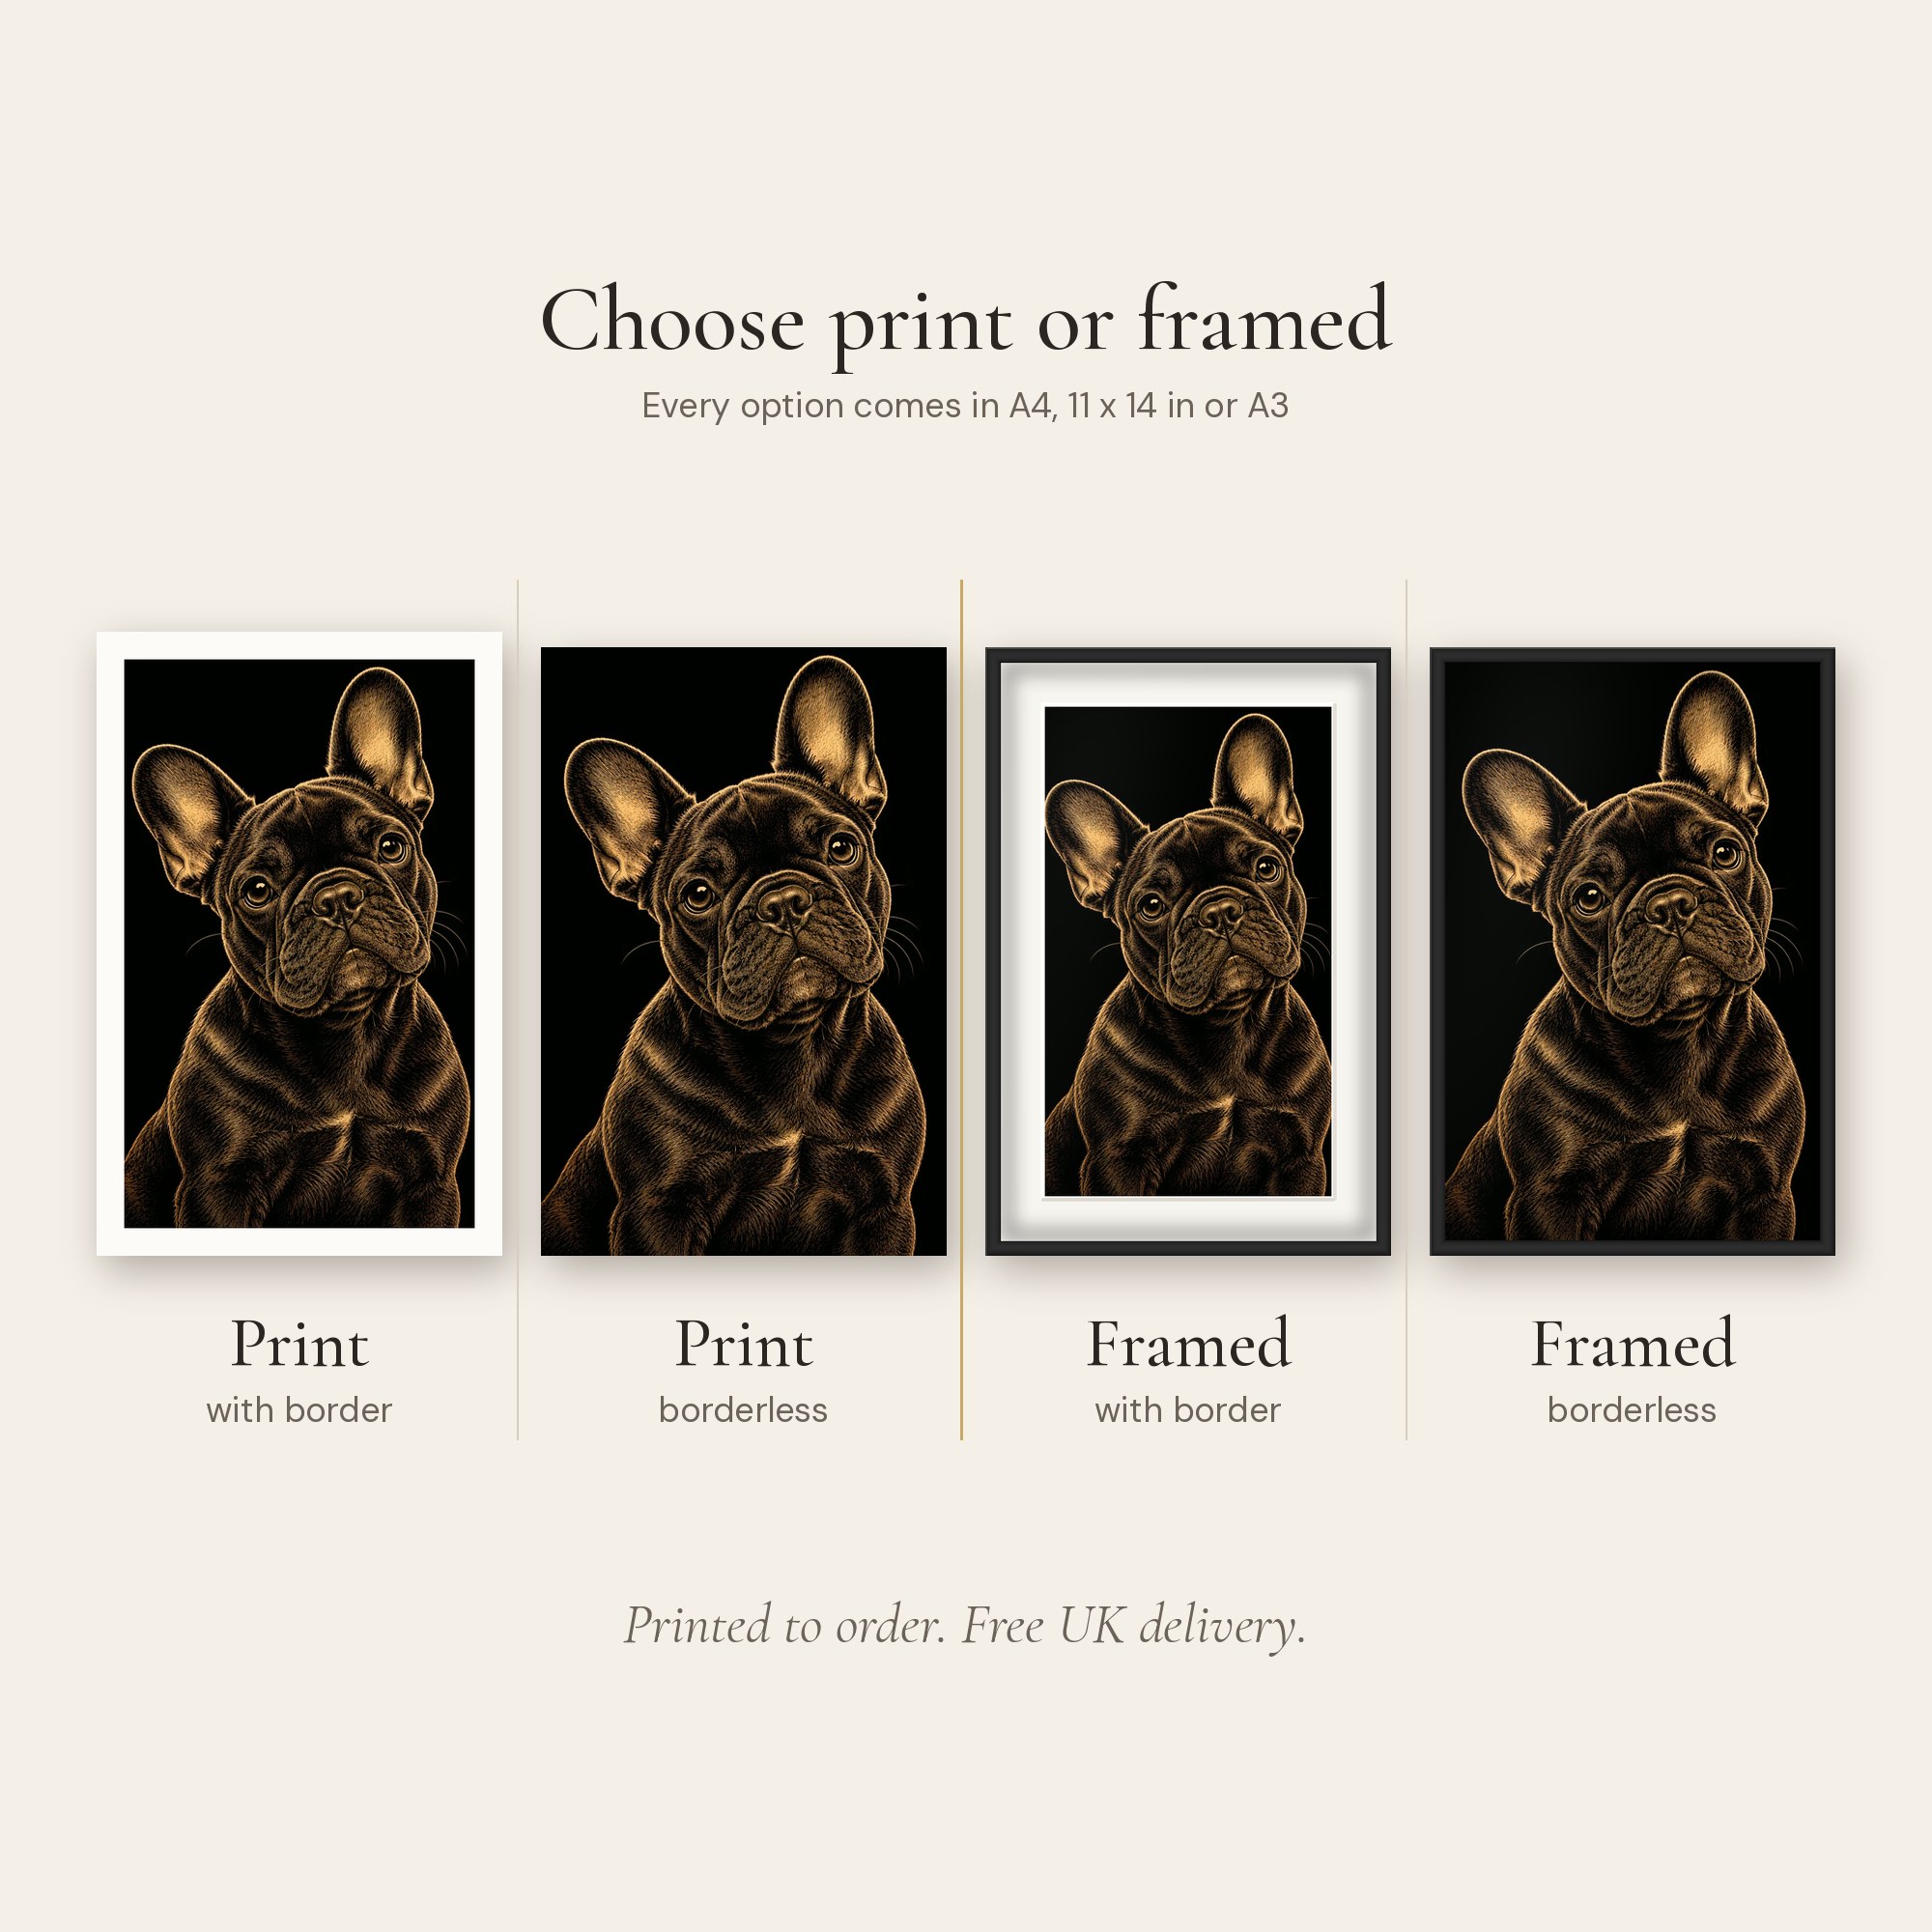 Choose print or framed
Every option comes in A4, 11 x 14 in or A3
Print
with border
Print
borderless
Framed
with border
Framed
borderless
Printed to order. Free UK delivery.